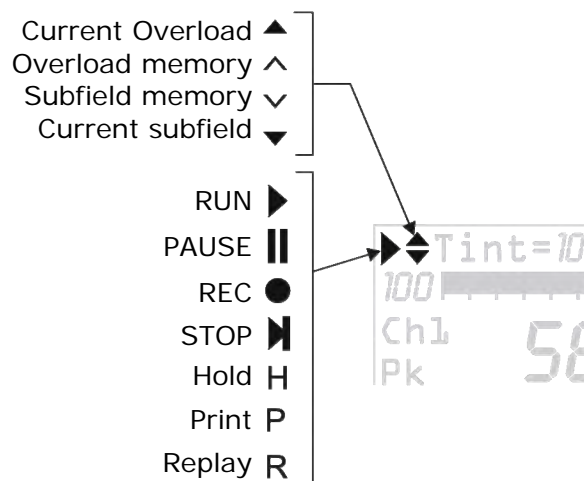 Current Overload
Overload memory
Subfield memory
Current subfield
RUN
PAUSE
REC
STOP
Hold H
Print P
Replay R
Tint=10
100
Ch1
Pk
58